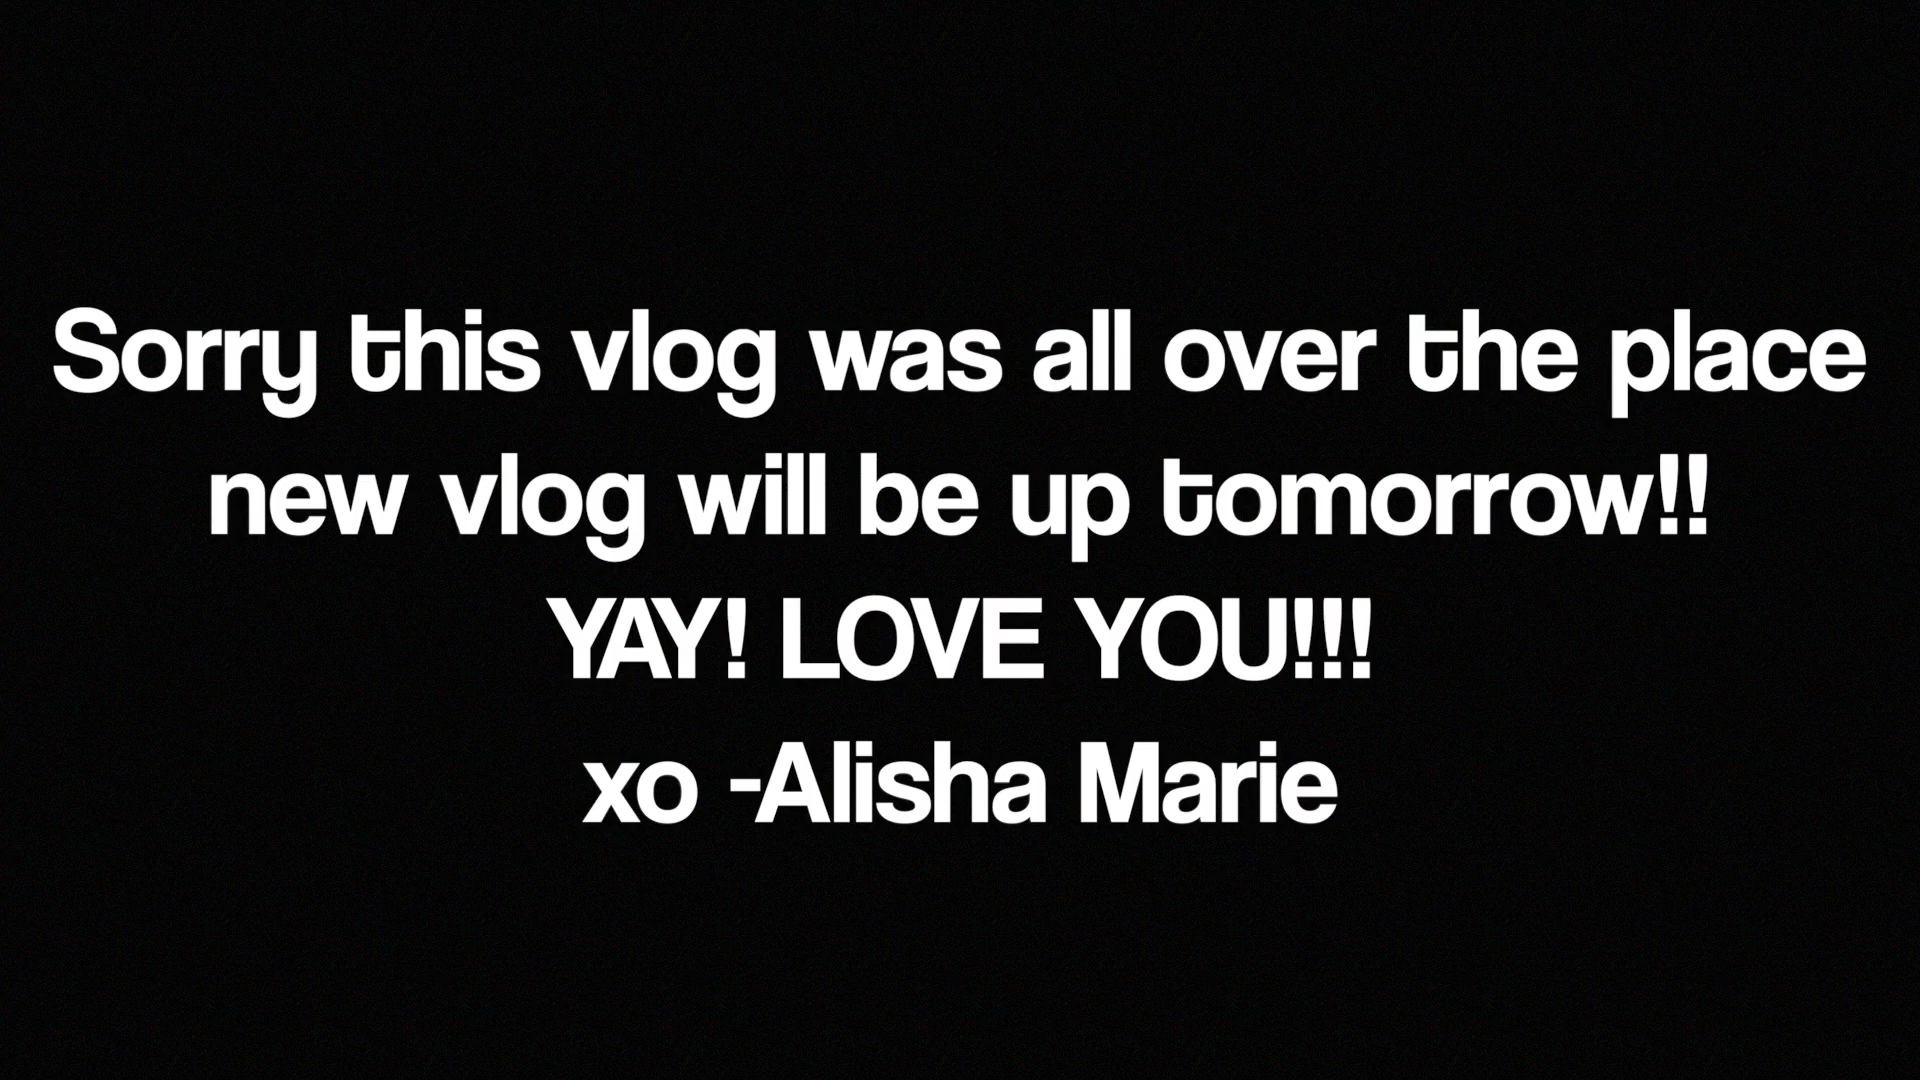 Sorry this vlog was all over the place
new vlog will be up tomorrow!!
YAY! LOVE YOU!!!
xo -Alisha Marie